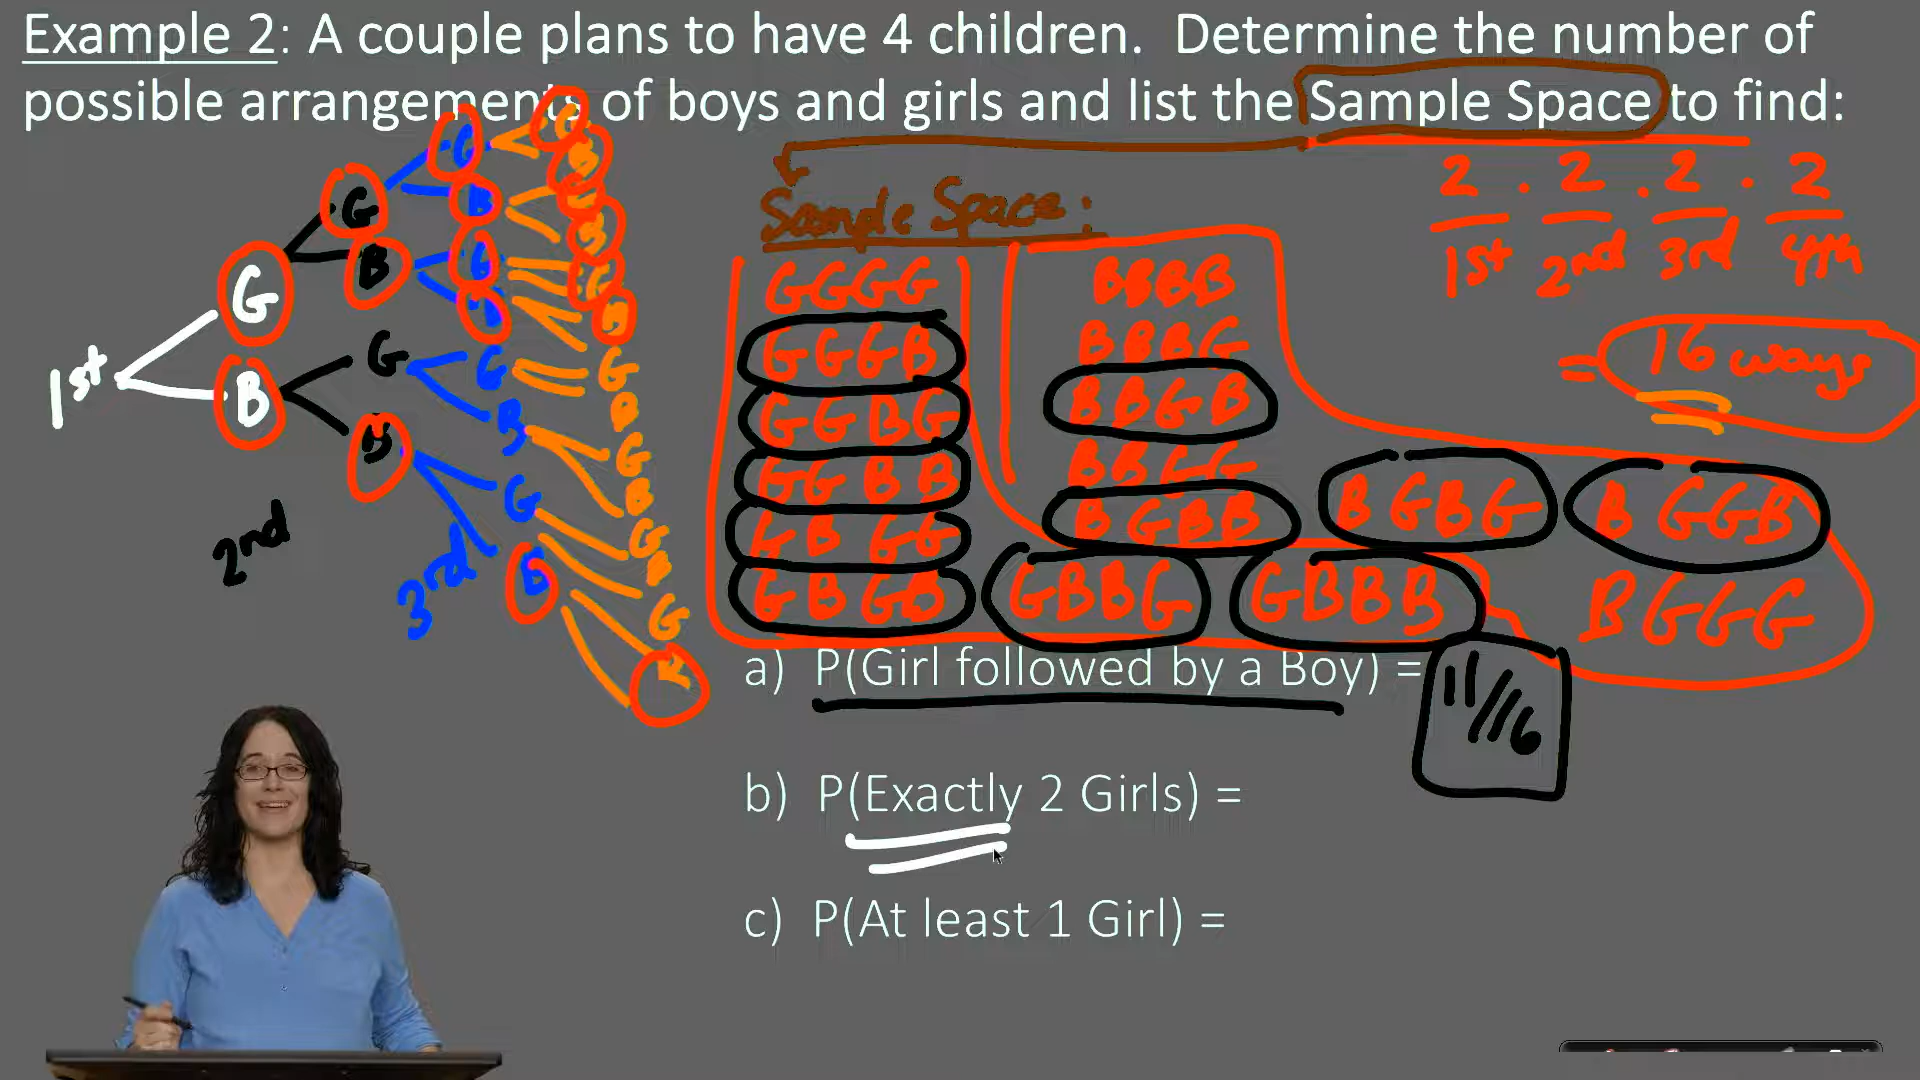 Example 2: A couple plans to have 4 children. Determine the number of
possible arrangements of boys and girls and list the Sample Space to find:
Sample Space:
2 . 2 . 2 . 2
1st 2nd 3rd 4th
= 16 ways
1st
G
B
2nd
G
B
G
B
3rd
G
B
G
B
G
B
G
B
GGGG
GGGB
GGBG
GGBB
GBGG
GBGB
GBBG
GBBB
BBBB
BBBG
BBGB
BBGG
BGBB
BGBG
BGGB
BGGG
a) P(Girl followed by a Boy) = 11/16
b) P(Exactly 2 Girls) =
c) P(At least 1 Girl) =